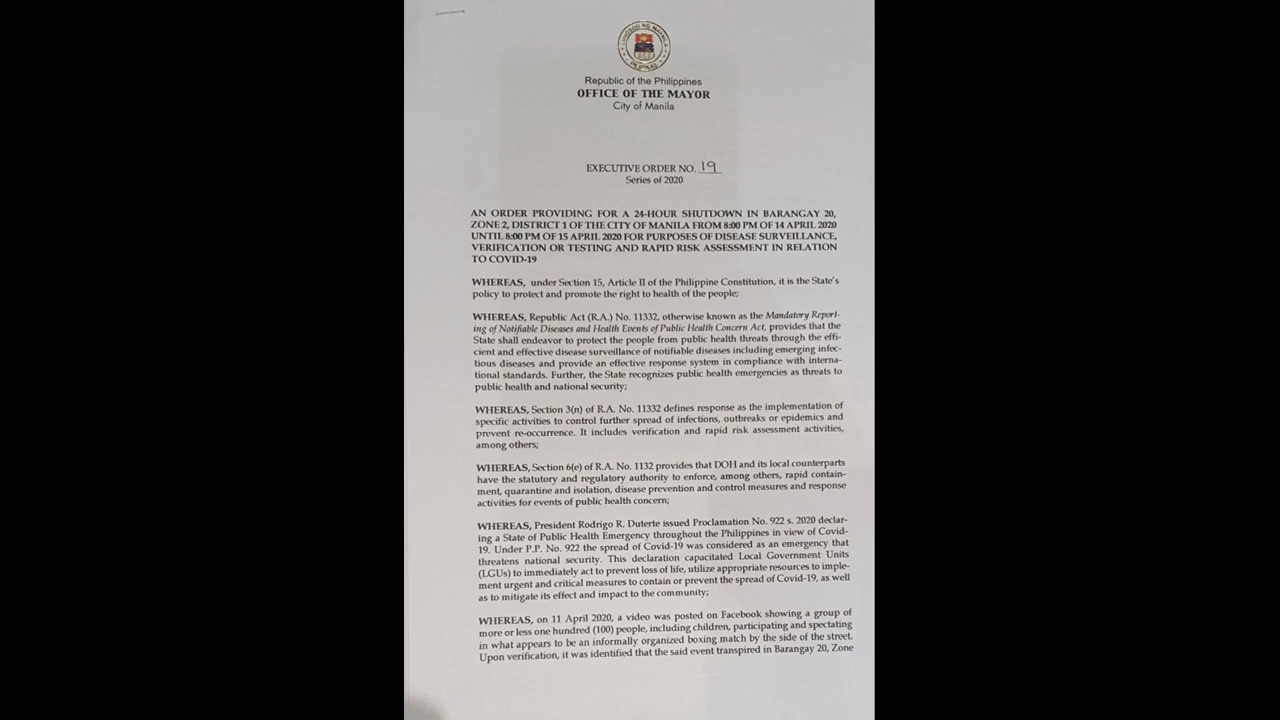 LUNGSOD NG MAYNILA
PILIPINAS
Republic of the Philippines
OFFICE OF THE MAYOR
City of Manila
EXECUTIVE ORDER NO. 19
Series of 2020
AN ORDER PROVIDING FOR A 24-HOUR SHUTDOWN IN BARANGAY 20,
ZONE 2, DISTRICT 1 OF THE CITY OF MANILA FROM 8:00 PM OF 14 APRIL 2020
UNTIL 8:00 PM OF 15 APRIL 2020 FOR PURPOSES OF DISEASE SURVEILLANCE,
VERIFICATION OR TESTING AND RAPID RISK ASSESSMENT IN RELATION
TO COVID-19
WHEREAS, under Section 15, Article II of the Philippine Constitution, it is the State's
policy to protect and promote the right to health of the people;
WHEREAS, Republic Act (R.A.) No. 11332, otherwise known as the Mandatory Report-
ing of Notifiable Diseases and Health Events of Public Health Concern Act, provides that the
State shall endeavor to protect the people from public health threats through the effi-
cient and effective disease surveillance of notifiable diseases including emerging infec-
tious diseases and provide an effective response system in compliance with interna-
tional standards. Further, the State recognizes public health emergencies as threats to
public health and national security;
WHEREAS, Section 3(n) of R.A. No. 11332 defines response as the implementation of
specific activities to control further spread of infections, outbreaks or epidemics and
prevent re-occurrence. It includes verification and rapid risk assessment activities,
among others;
WHEREAS, Section 6(e) of R.A. No. 1132 provides that DOH and its local counterparts
have the statutory and regulatory authority to enforce, among others, rapid contain-
ment, quarantine and isolation, disease prevention and control measures and response
activities for events of public health concern;
WHEREAS, President Rodrigo R. Duterte issued Proclamation No. 922 s. 2020 declar-
ing a State of Public Health Emergency throughout the Philippines in view of Covid-
19. Under P.P. No. 922 the spread of Covid-19 was considered as an emergency that
threatens national security. This declaration capacitated Local Government Units
(LGUs) to immediately act to prevent loss of life, utilize appropriate resources to imple-
ment urgent and critical measures to contain or prevent the spread of Covid-19, as well
as to mitigate its effect and impact to the community;
WHEREAS, on 11 April 2020, a video was posted on Facebook showing a group of
more or less one hundred (100) people, including children, participating and spectating
in what appears to be an informally organized boxing match by the side of the street.
Upon verification, it was identified that the said event transpired in Barangay 20, Zone